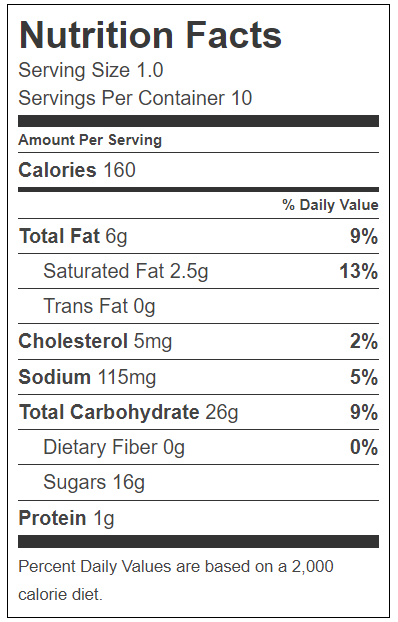 Nutrition Facts
Serving Size 1.0
Servings Per Container 10
Amount Per Serving
Calories 160
% Daily Value
Total Fat 6g 9%
Saturated Fat 2.5g 13%
Trans Fat 0g
Cholesterol 5mg 2%
Sodium 115mg 5%
Total Carbohydrate 26g 9%
Dietary Fiber 0g 0%
Sugars 16g
Protein 1g
Percent Daily Values are based on a 2,000
calorie diet.